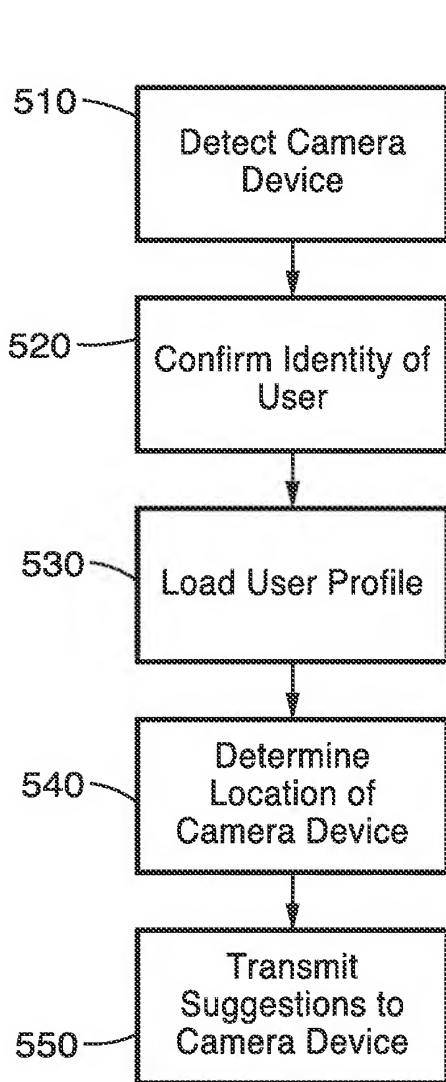 510
Detect Camera
Device
520
Confirm Identity of
User
530
Load User Profile
540
Determine
Location of
Camera Device
550
Transmit
Suggestions to
Camera Device